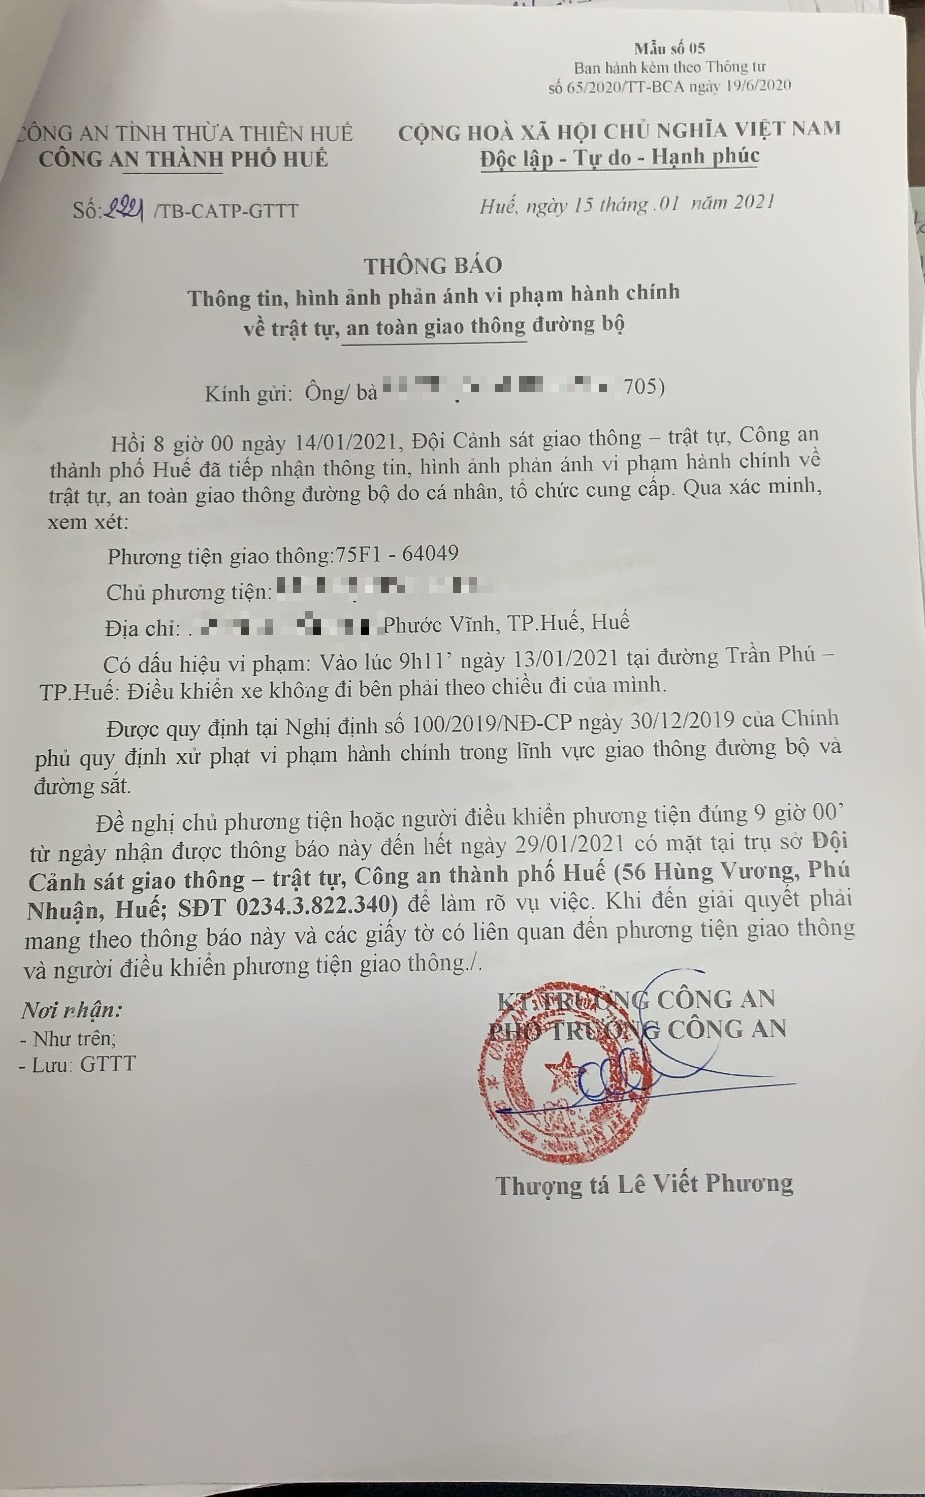 Mẫu số 05
Ban hành kèm theo Thông tư
số 65/2020/TT-BCA ngày 19/6/2020
CÔNG AN TỈNH THỪA THIÊN HUẾ
CÔNG AN THÀNH PHỐ HUẾ
CỘNG HOÀ XÃ HỘI CHỦ NGHĨA VIỆT NAM
Độc lập - Tự do - Hạnh phúc
Số:2221 /TB-CATP-GTTT
Huế, ngày 15 tháng .01 năm 2021
THÔNG BÁO
Thông tin, hình ảnh phản ánh vi phạm hành chính
về trật tự, an toàn giao thông đường bộ
Kính gửi: Ông/ bà 705)
Hồi 8 giờ 00 ngày 14/01/2021, Đội Cảnh sát giao thông – trật tự, Công an
thành phố Huế đã tiếp nhận thông tin, hình ảnh phản ánh vi phạm hành chính về
trật tự, an toàn giao thông đường bộ do cá nhân, tổ chức cung cấp. Qua xác minh,
xem xét:
Phương tiện giao thông:75F1 - 64049
Chủ phương tiện:
Địa chỉ: . Phước Vĩnh, TP.Huế, Huế
Có dấu hiệu vi phạm: Vào lúc 9h11’ ngày 13/01/2021 tại đường Trần Phú –
TP.Huế: Điều khiển xe không đi bên phải theo chiều đi của mình.
Được quy định tại Nghị định số 100/2019/NĐ-CP ngày 30/12/2019 của Chính
phủ quy định xử phạt vi phạm hành chính trong lĩnh vực giao thông đường bộ và
đường sắt.
Đề nghị chủ phương tiện hoặc người điều khiển phương tiện đúng 9 giờ 00’
từ ngày nhận được thông báo này đến hết ngày 29/01/2021 có mặt tại trụ sở Đội
Cảnh sát giao thông – trật tự, Công an thành phố Huế (56 Hùng Vương, Phú
Nhuận, Huế; SĐT 0234.3.822.340) để làm rõ vụ việc. Khi đến giải quyết phải
mang theo thông báo này và các giấy tờ có liên quan đến phương tiện giao thông
và người điều khiển phương tiện giao thông./.
Nơi nhận:
- Như trên;
- Lưu: GTTT
KT.TRƯỞNG CÔNG AN
PHÓ TRƯỞNG CÔNG AN
Thượng tá Lê Viết Phương